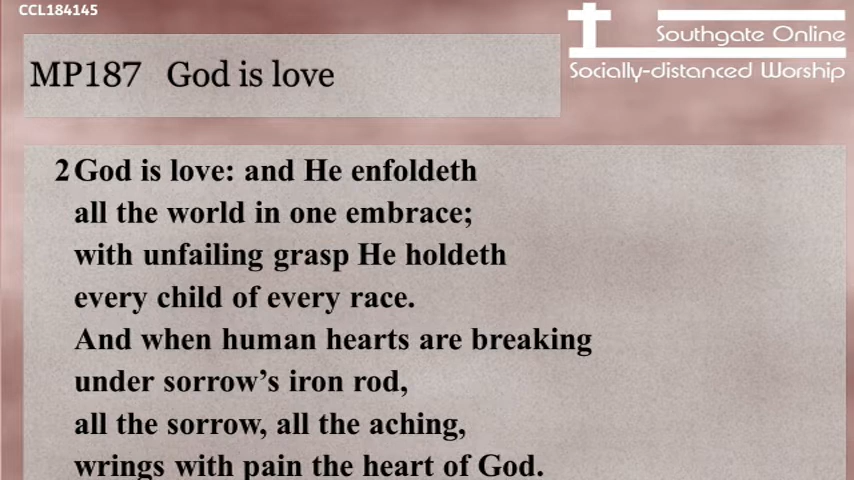 CCL184145
Southgate Online
Socially-distanced Worship
MP187 God is love
2 God is love: and He enfoldeth
all the world in one embrace;
with unfailing grasp He holdeth
every child of every race.
And when human hearts are breaking
under sorrow’s iron rod,
all the sorrow, all the aching,
wrings with pain the heart of God.